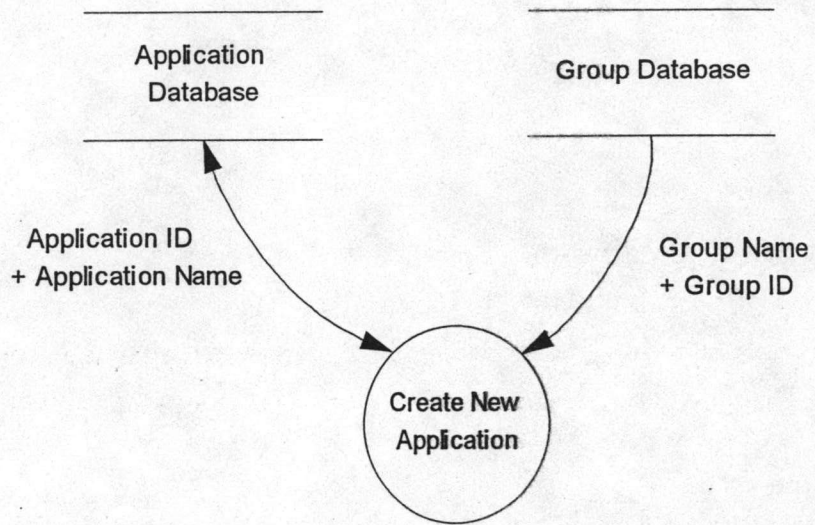 Application
Database
Group Database
Application ID
+ Application Name
Group Name
+ Group ID
Create New
Application